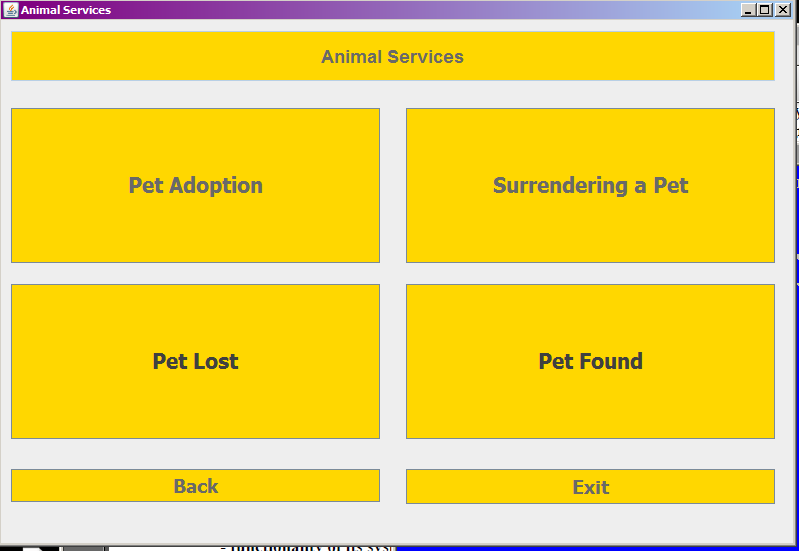 Animal Services
Animal Services
Pet Adoption
Surrendering a Pet
Pet Lost
Pet Found
Back
Exit